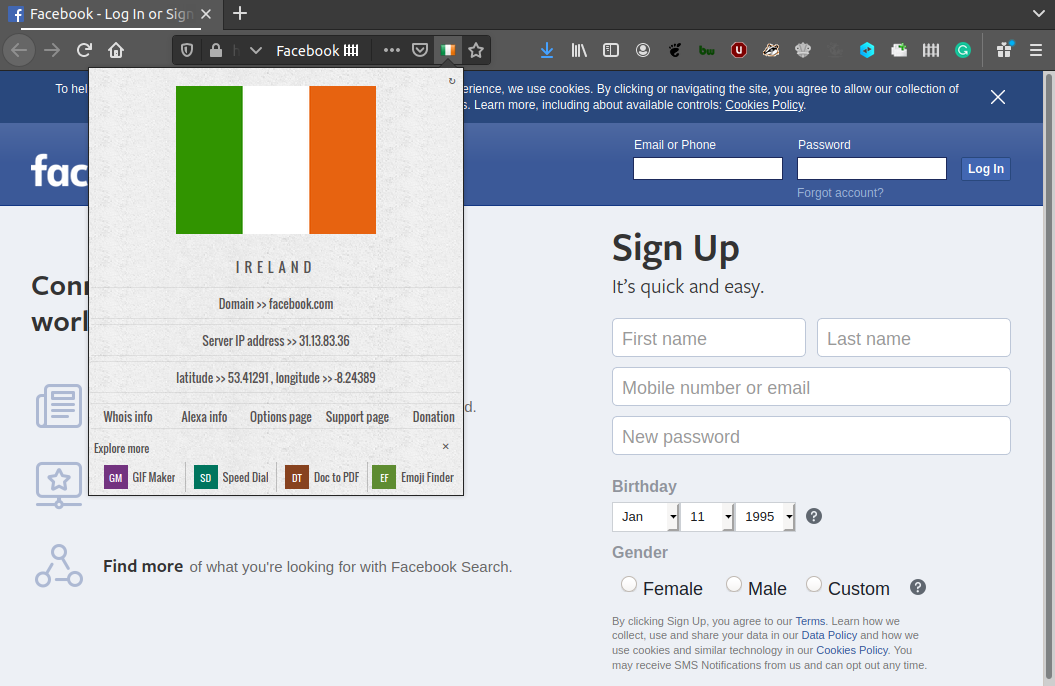 Facebook - Log In or Sign
Facebook
To hel
erience, we use cookies. By clicking or navigating the site, you agree to allow our collection of
s. Learn more, including about available controls: Cookies Policy.
fac
Email or Phone
Password
Log In
Forgot account?
IRELAND
Domain >> facebook.com
Server IP address >> 31.13.83.36
latitude >> 53.41291 , longitude >> -8.24389
Whois info Alexa info Options page Support page Donation
Explore more
GM GIF Maker SD Speed Dial DT Doc to PDF EF Emoji Finder
Conn
worl
d.
Find more of what you're looking for with Facebook Search.
Sign Up
It's quick and easy.
First name Last name
Mobile number or email
New password
Birthday
Jan 11 1995 ?
Gender
Female Male Custom ?
By clicking Sign Up, you agree to our Terms. Learn how we
collect, use and share your data in our Data Policy and how we
use cookies and similar technology in our Cookies Policy. You
may receive SMS Notifications from us and can opt out any time.